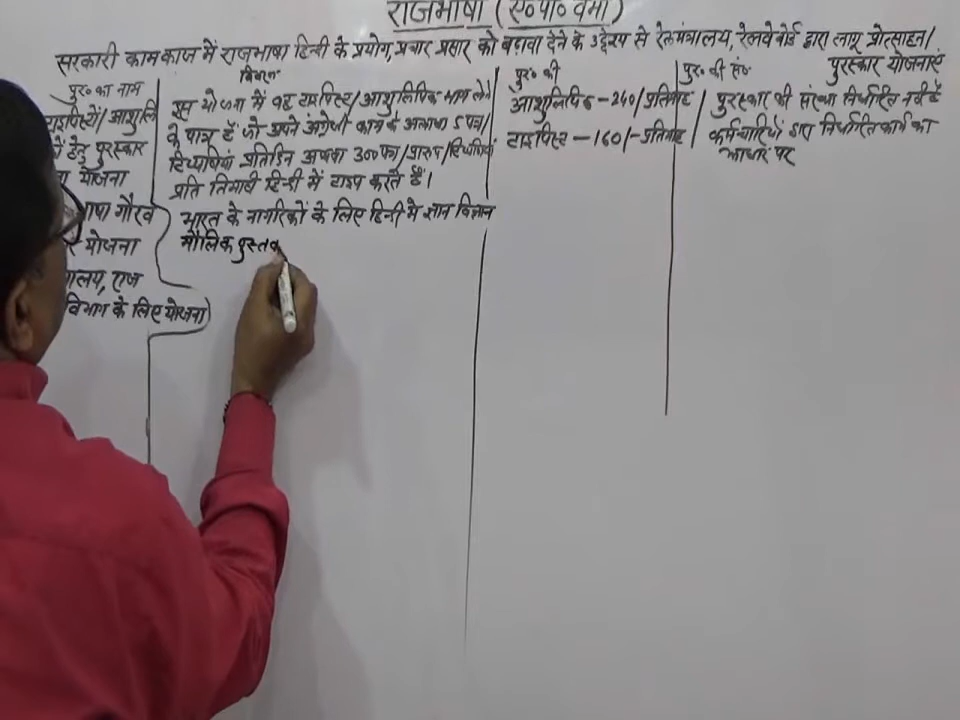 राजभाषा (ए०पी० वर्मा)
सरकारी कामकाज में राजभाषा हिन्दी के प्रयोग, प्रचार प्रसार को बढ़ावा देने के उद्देश्य से रेल मंत्रालय, रेलवे बोर्ड द्वारा लागू प्रोत्साहन/
पुरस्कार योजनाएं
पुर० का नाम
टाइपिस्टों/आशुलि
हेतु पुरस्कार
योजना
भाषा गौरव
योजना
राज
विभाग के लिए योजना)
विवरण
इस योजना में वह टाइपिस्ट/आशुलिपिक भाग लेने
के पात्र हैं जो अपने अंग्रेजी काम के अलावा 5 पत्र/
टिप्पणियां प्रतिदिन अथवा 300 पत्र/प्रारूप/टिप्पणियां
प्रति तिमाही हिन्दी में टाइप करते हैं।
भारत के नागरिकों के लिए हिन्दी में ज्ञान विज्ञान
मौलिक पुस्तक
पुर० की
आशुलिपिक – 240/ प्रतिमाह
टाइपिस्ट – 160/- प्रतिमाह
पुर० की सं०
पुरस्कार की संख्या निर्धारित नहीं है
कर्मचारियों द्वारा निर्धारित कार्य का
आधार पर